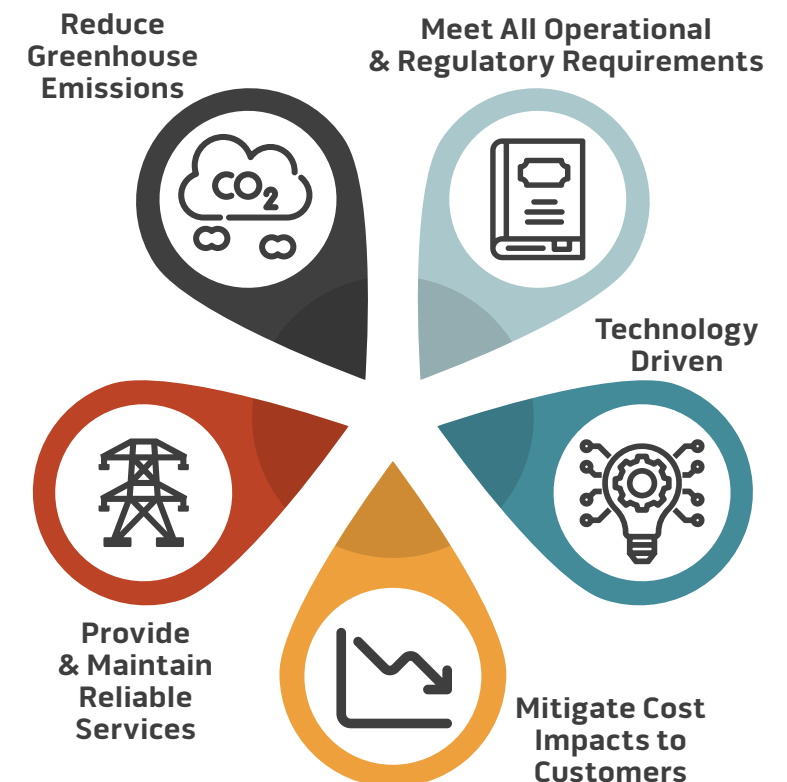 Reduce
Greenhouse
Emissions
Meet All Operational
& Regulatory Requirements
CO2
Technology
Driven
Provide
& Maintain
Reliable
Services
Mitigate Cost
Impacts to
Customers